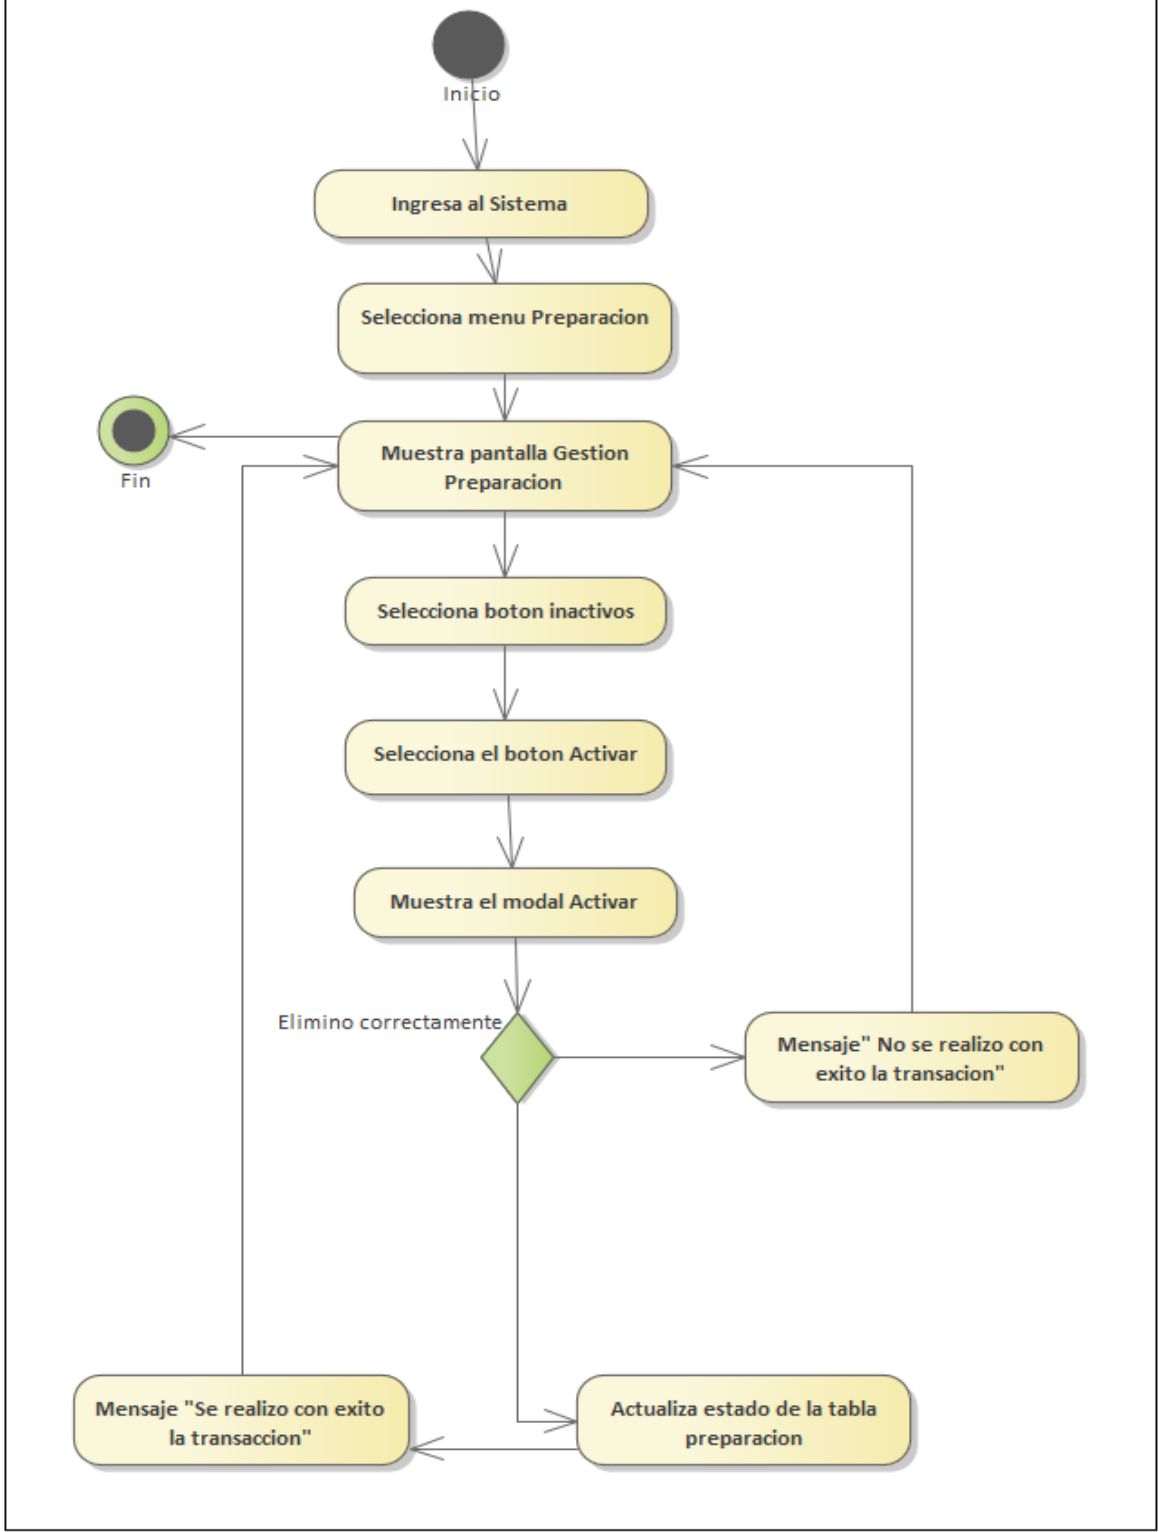 Inicio
Ingresa al Sistema
Selecciona menu Preparacion
Muestra pantalla Gestion
Preparacion
Fin
Selecciona boton inactivos
Selecciona el boton Activar
Muestra el modal Activar
Elimino correctamente
Mensaje" No se realizo con
exito la transacion"
Mensaje "Se realizo con exito
la transaccion"
Actualiza estado de la tabla
preparacion